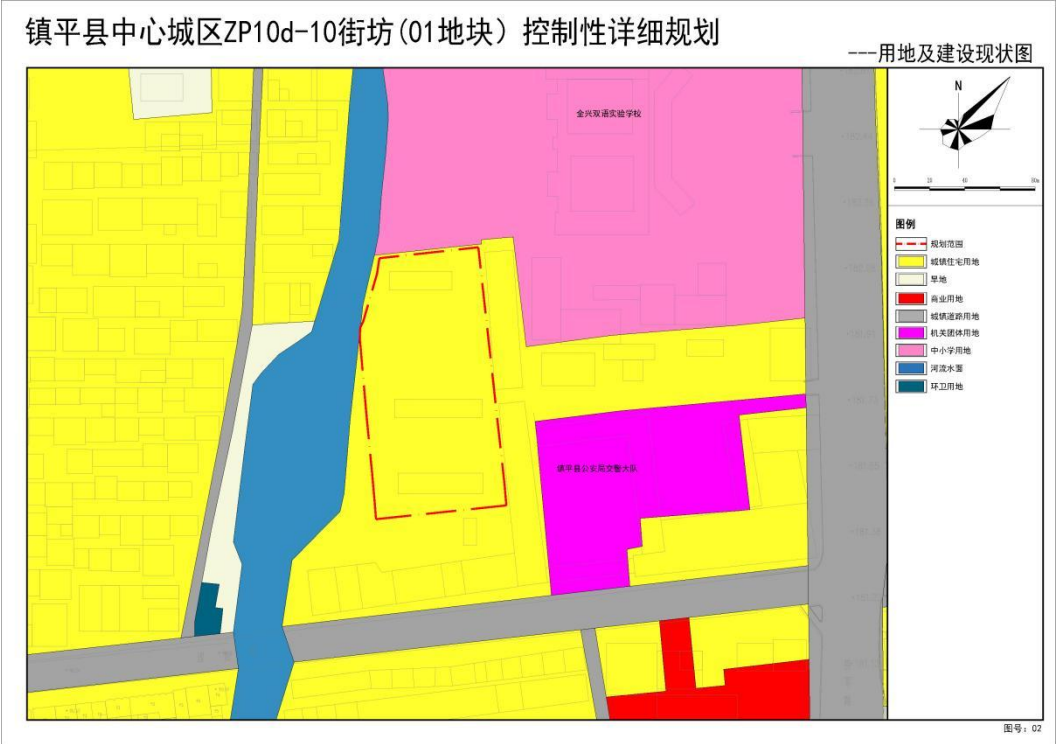 镇平县中心城区ZP10d-10街坊(01地块）控制性详细规划
---用地及建设现状图
金兴双语实验学校
镇平县公安局交警大队
N
0 20 40 80m
图例
规划范围
城镇住宅用地
旱地
商业用地
城镇道路用地
机关团体用地
中小学用地
河流水面
环卫用地
图号：02